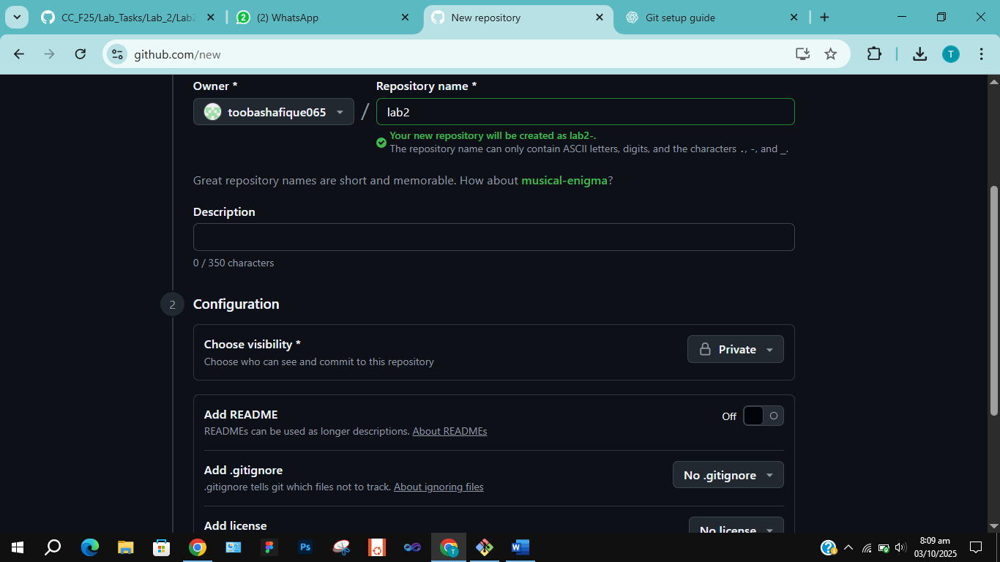 CC_F25/Lab_Tasks/Lab_2/Lab2
2
(2) WhatsApp
New repository
Git setup guide
github.com/new
T
Owner *
Repository name *
toobashafique065
/
lab2
Your new repository will be created as lab2-.
The repository name can only contain ASCII letters, digits, and the characters ., -, and _.
Great repository names are short and memorable. How about musical-enigma?
Description
0 / 350 characters
2
Configuration
Choose visibility *
Private
Choose who can see and commit to this repository
Add README
Off
READMEs can be used as longer descriptions. About READMEs
Add .gitignore
No .gitignore
.gitignore tells git which files not to track. About ignoring files
Add license
No license
Ps
T
W
8:09 am
03/10/2025